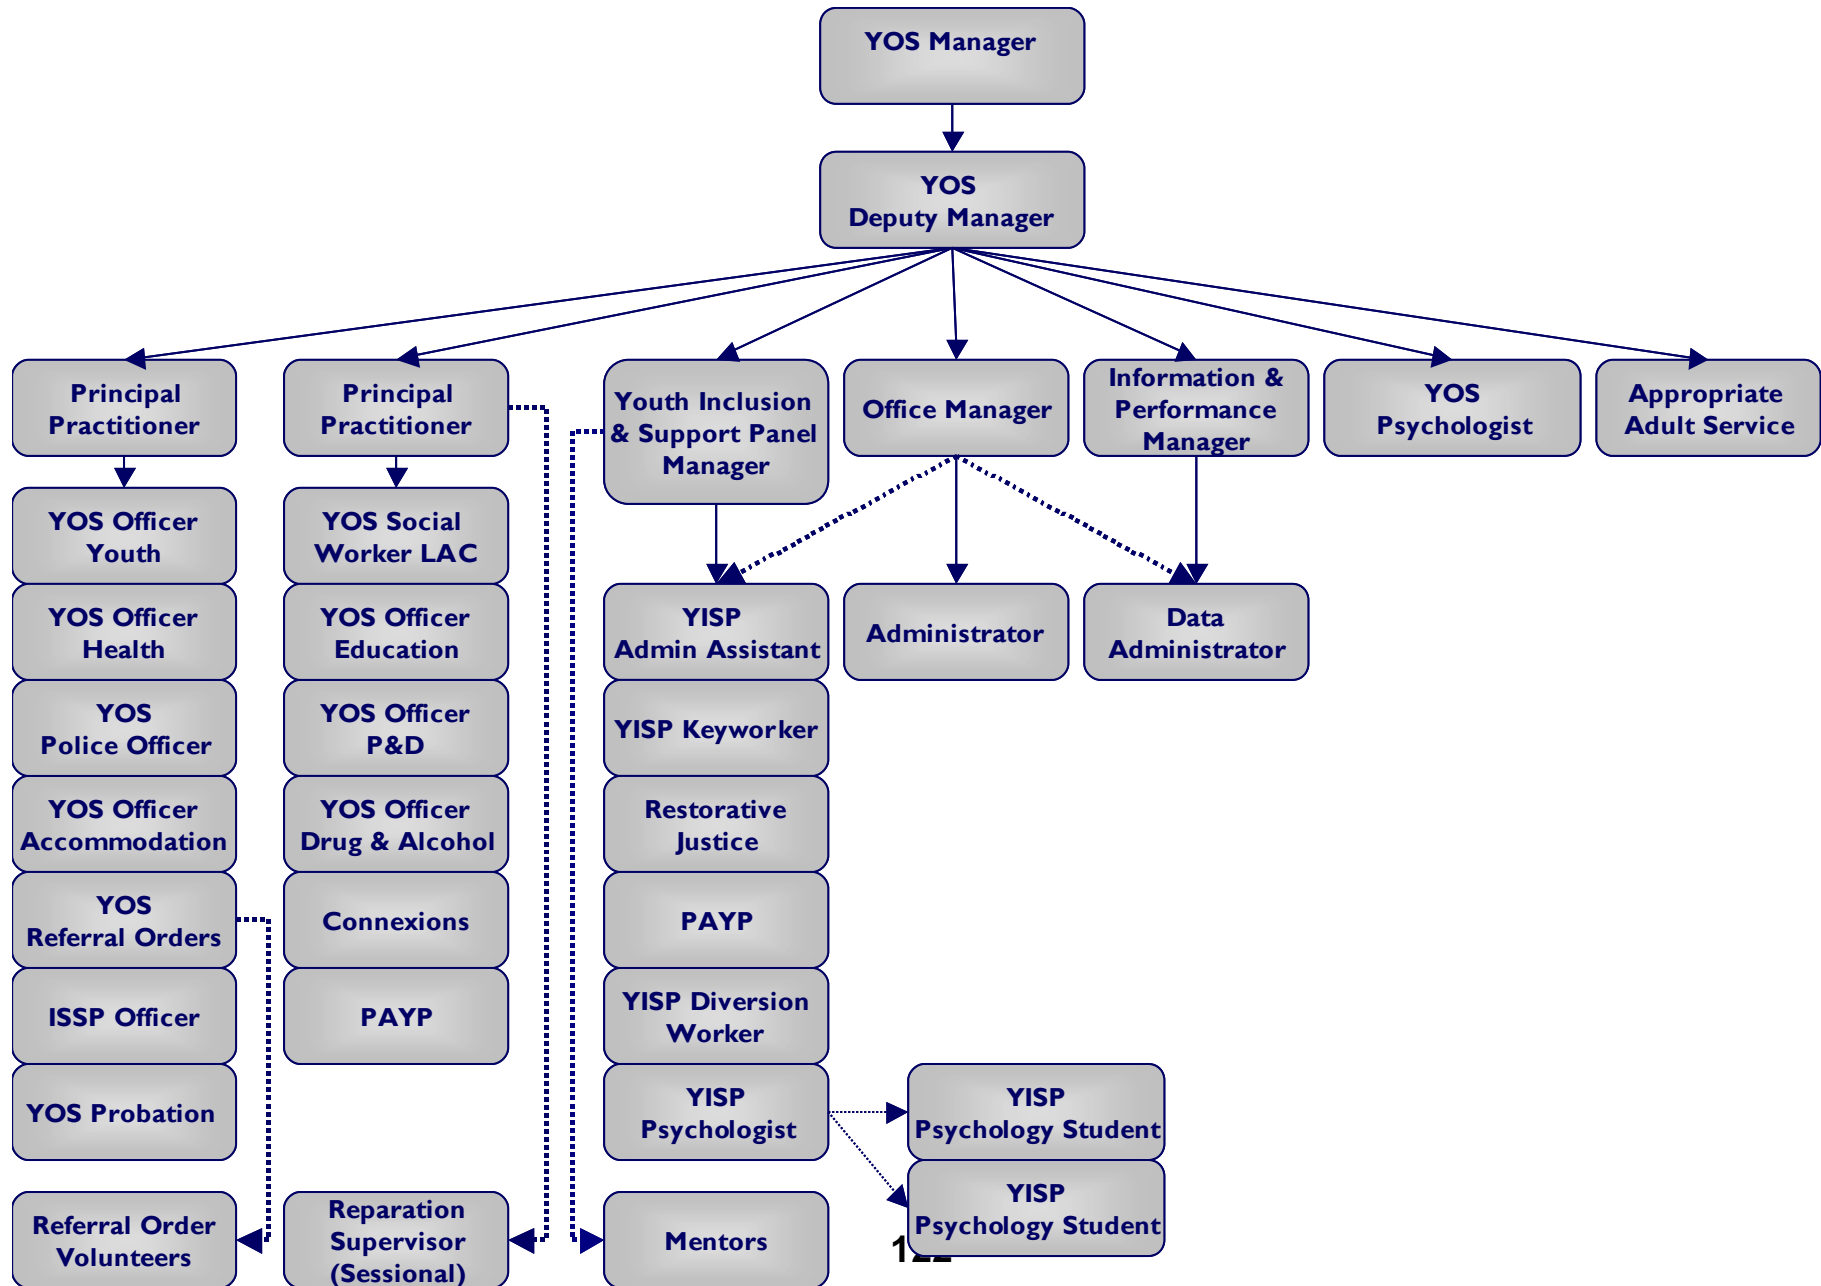 YOS Manager
YOS
Deputy Manager
Principal
Practitioner
Principal
Practitioner
Youth Inclusion
& Support Panel
Manager
Office Manager
Information &
Performance
Manager
YOS
Psychologist
Appropriate
Adult Service
YOS Officer
Youth
YOS Officer
Health
YOS
Police Officer
YOS Officer
Accommodation
YOS
Referral Orders
ISSP Officer
YOS Probation
Referral Order
Volunteers
YOS Social
Worker LAC
YOS Officer
Education
YOS Officer
P&D
YOS Officer
Drug & Alcohol
Connexions
PAYP
Reparation
Supervisor
(Sessional)
YISP
Admin Assistant
YISP Keyworker
Restorative
Justice
PAYP
YISP Diversion
Worker
YISP
Psychologist
Mentors
Administrator
Data
Administrator
YISP
Psychology Student
YISP
Psychology Student
122